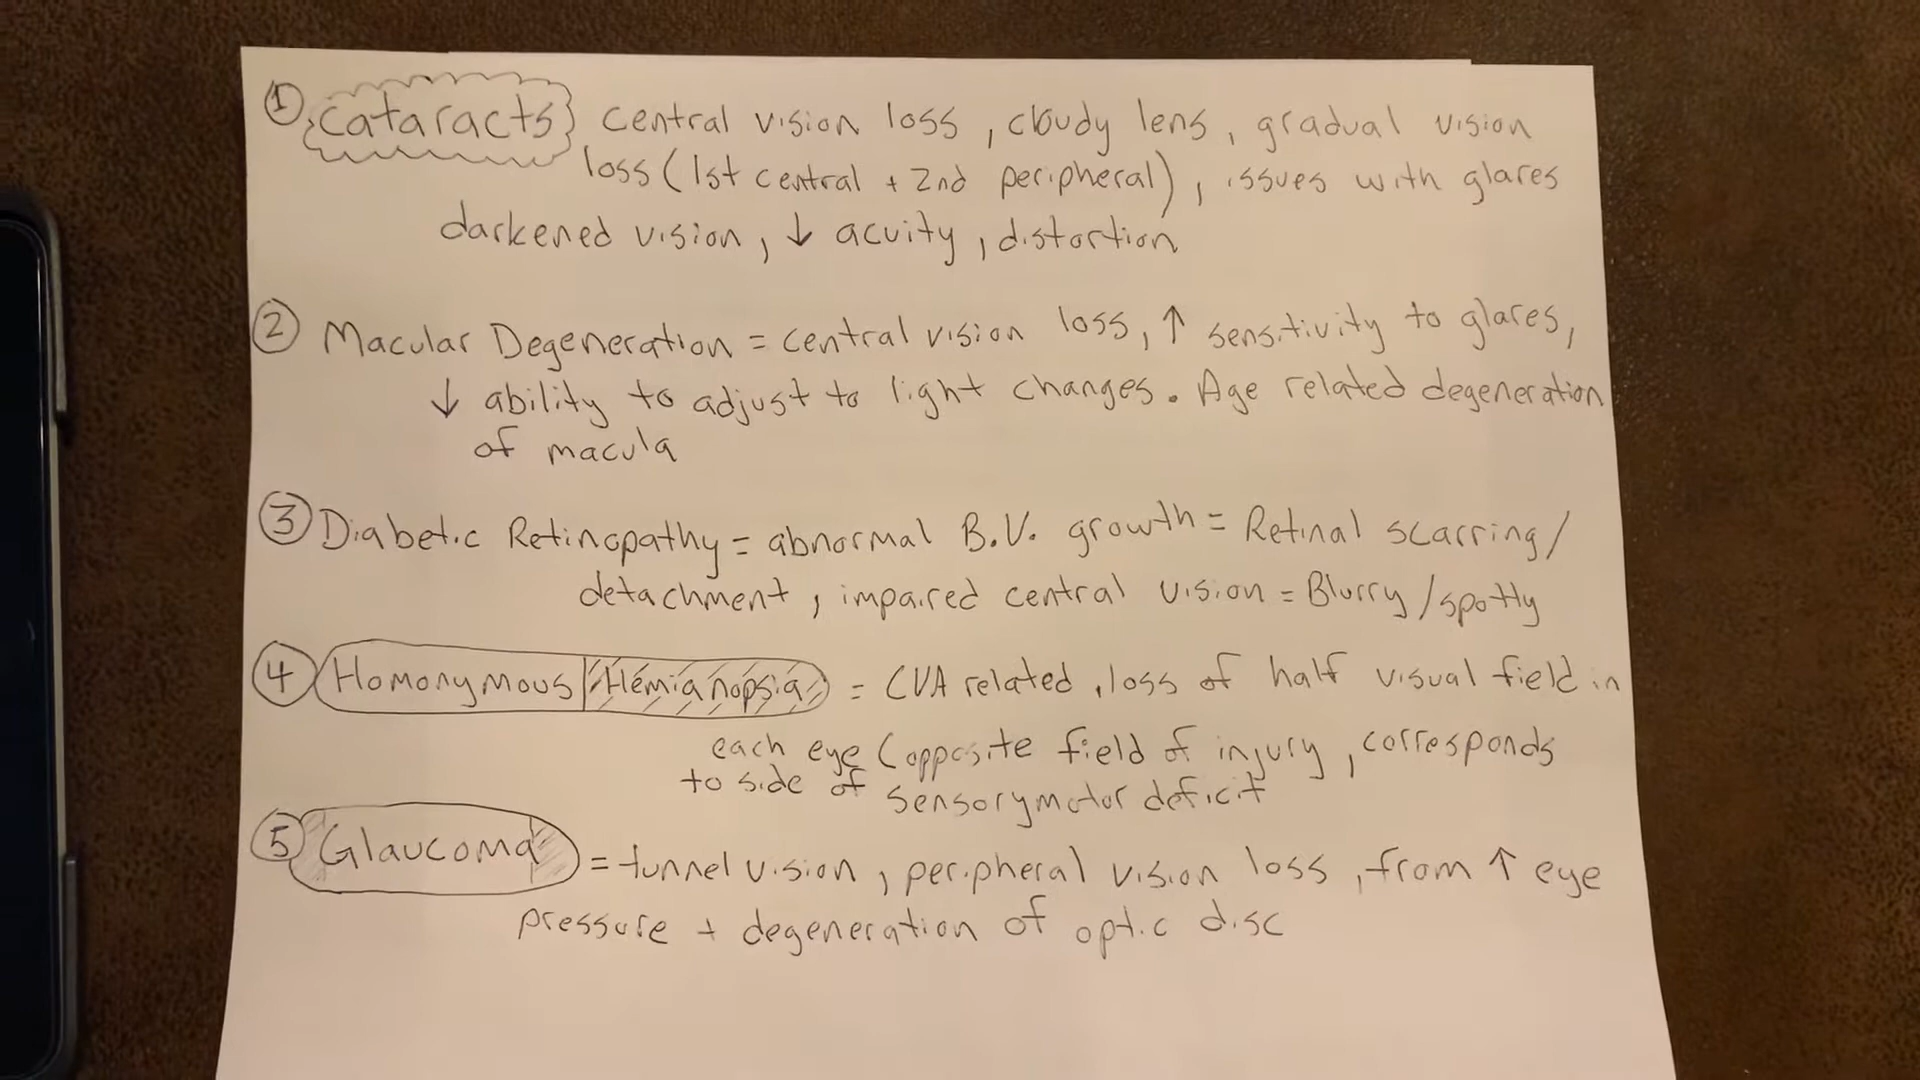 ① Cataracts central vision loss, cloudy lens, gradual vision
loss (1st central + 2nd peripheral), issues with glares
darkened vision, ↓ acuity, distortion
② Macular Degeneration = central vision loss, ↑ sensitivity to glares,
↓ ability to adjust to light changes. Age related degeneration
of macula
③ Diabetic Retinopathy = abnormal B.V. growth = Retinal scarring/
detachment, impaired central vision = Blurry/spotty
④ Homonymous Hemianopsia = CVA related, loss of half visual field in
each eye (opposite field of injury, corresponds
to side of sensorymotor deficit
⑤ Glaucoma = tunnel vision, peripheral vision loss, from ↑ eye
pressure + degeneration of optic disc